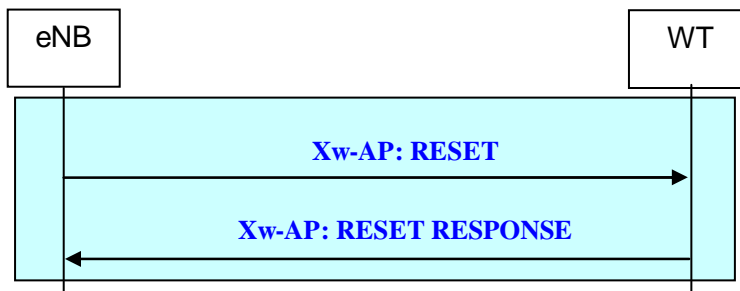 eNB
WT
Xw-AP: RESET
Xw-AP: RESET RESPONSE